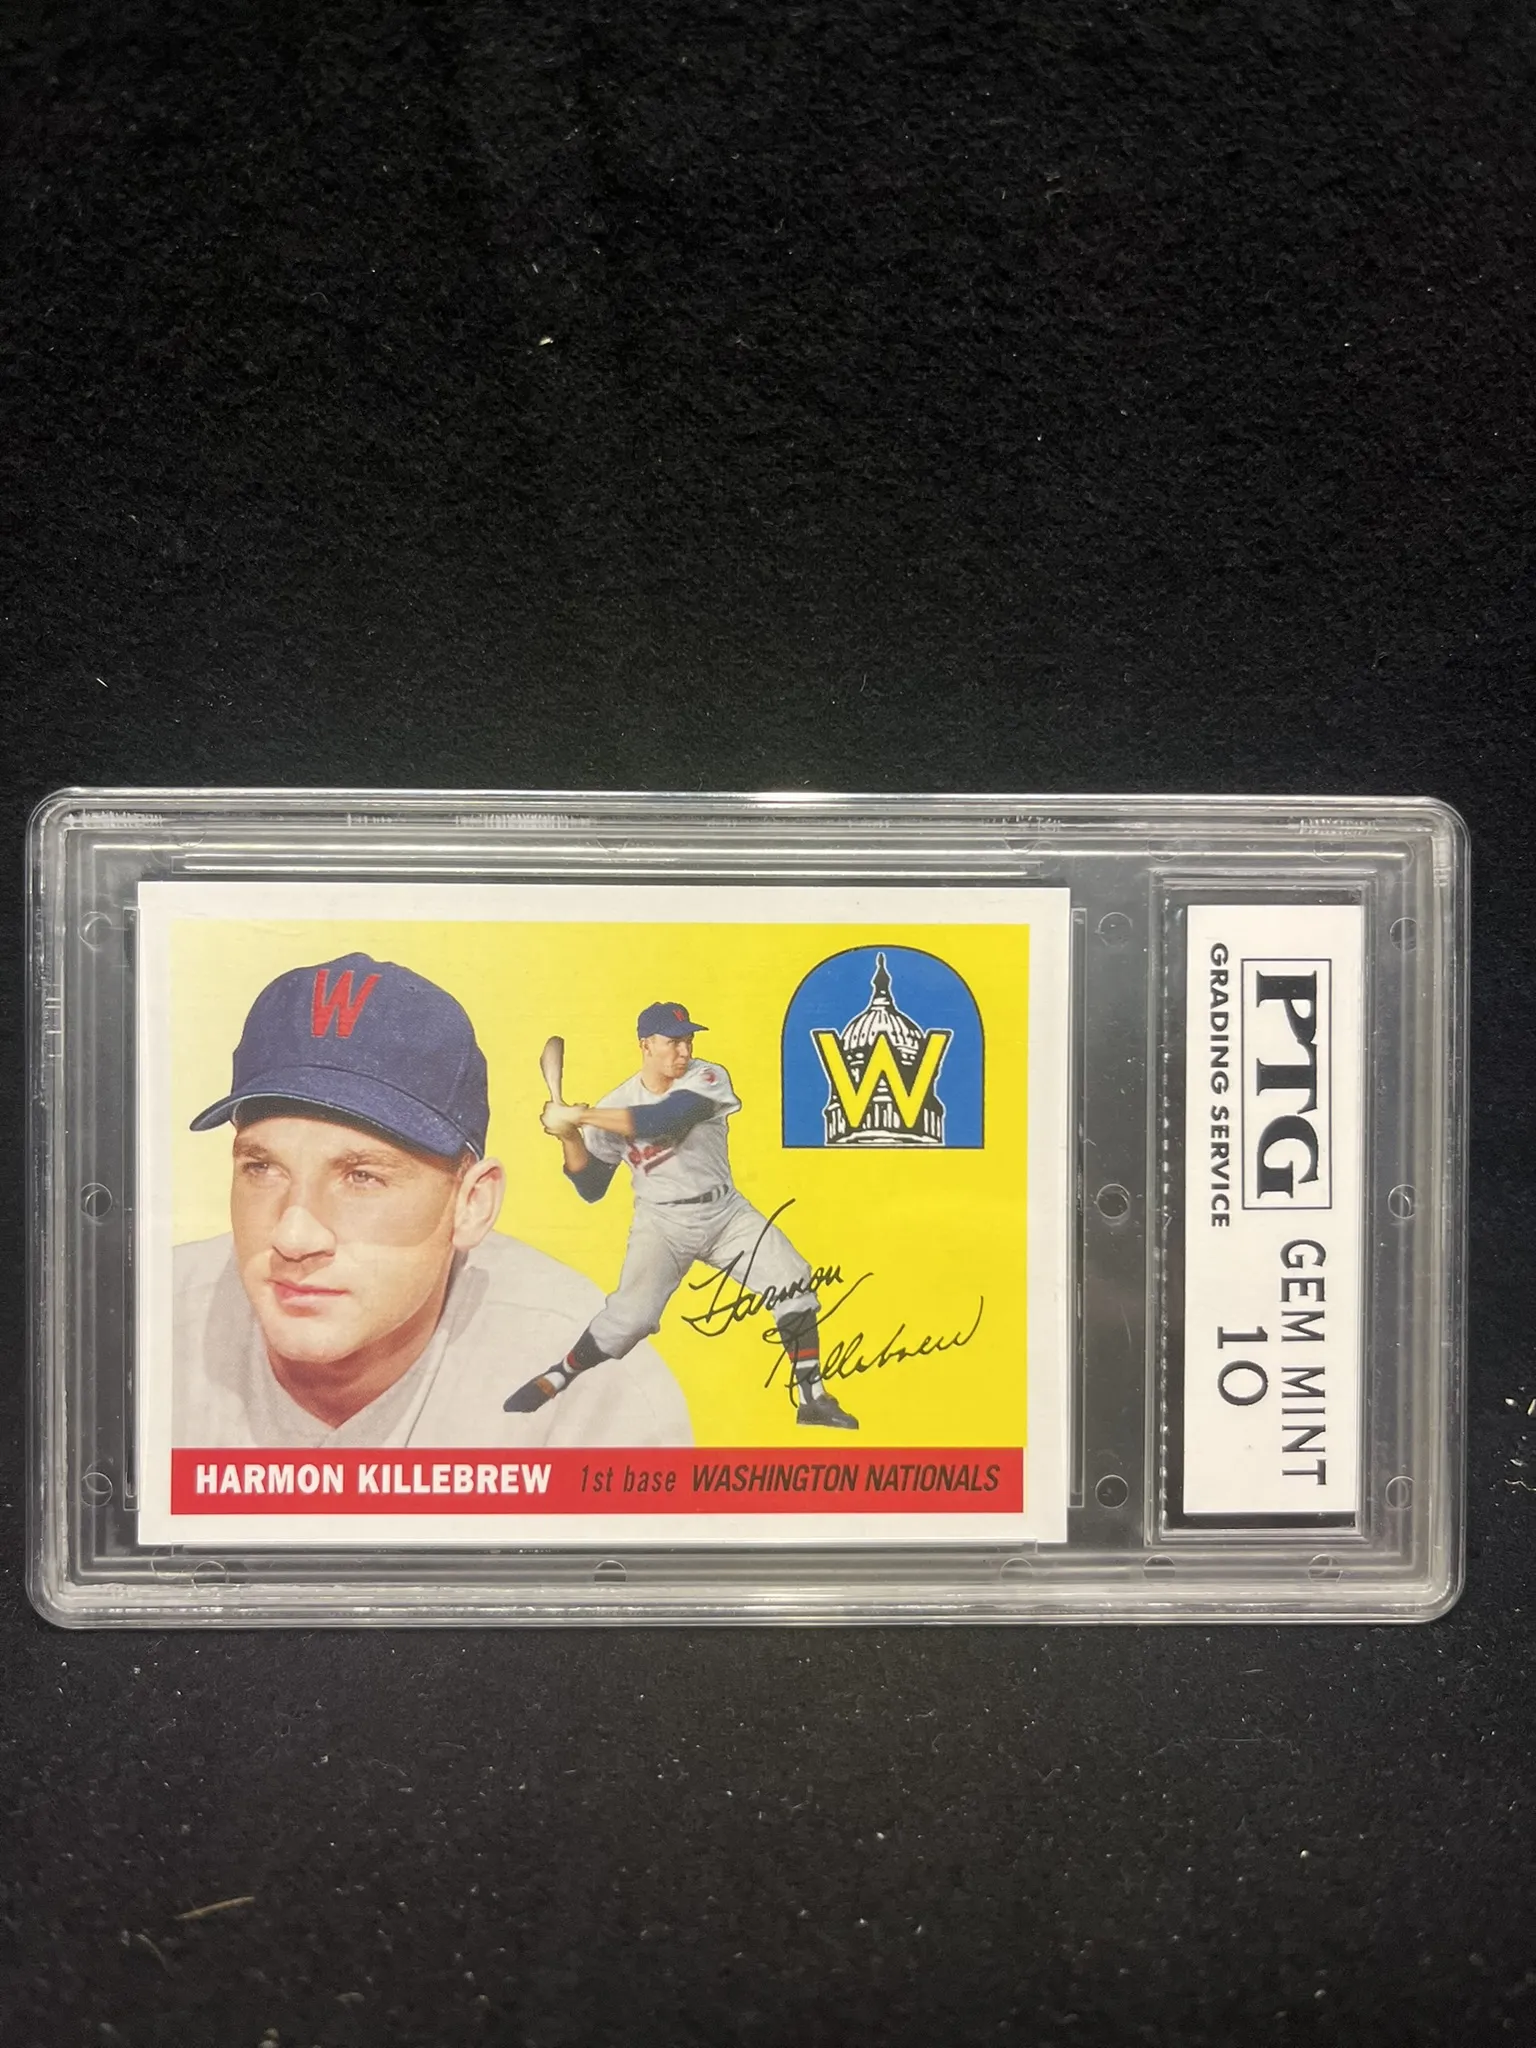 W
W
W
Harmon
Killebrew
HARMON KILLEBREW 1st base WASHINGTON NATIONALS
PTG
GRADING SERVICE
GEM MINT
10